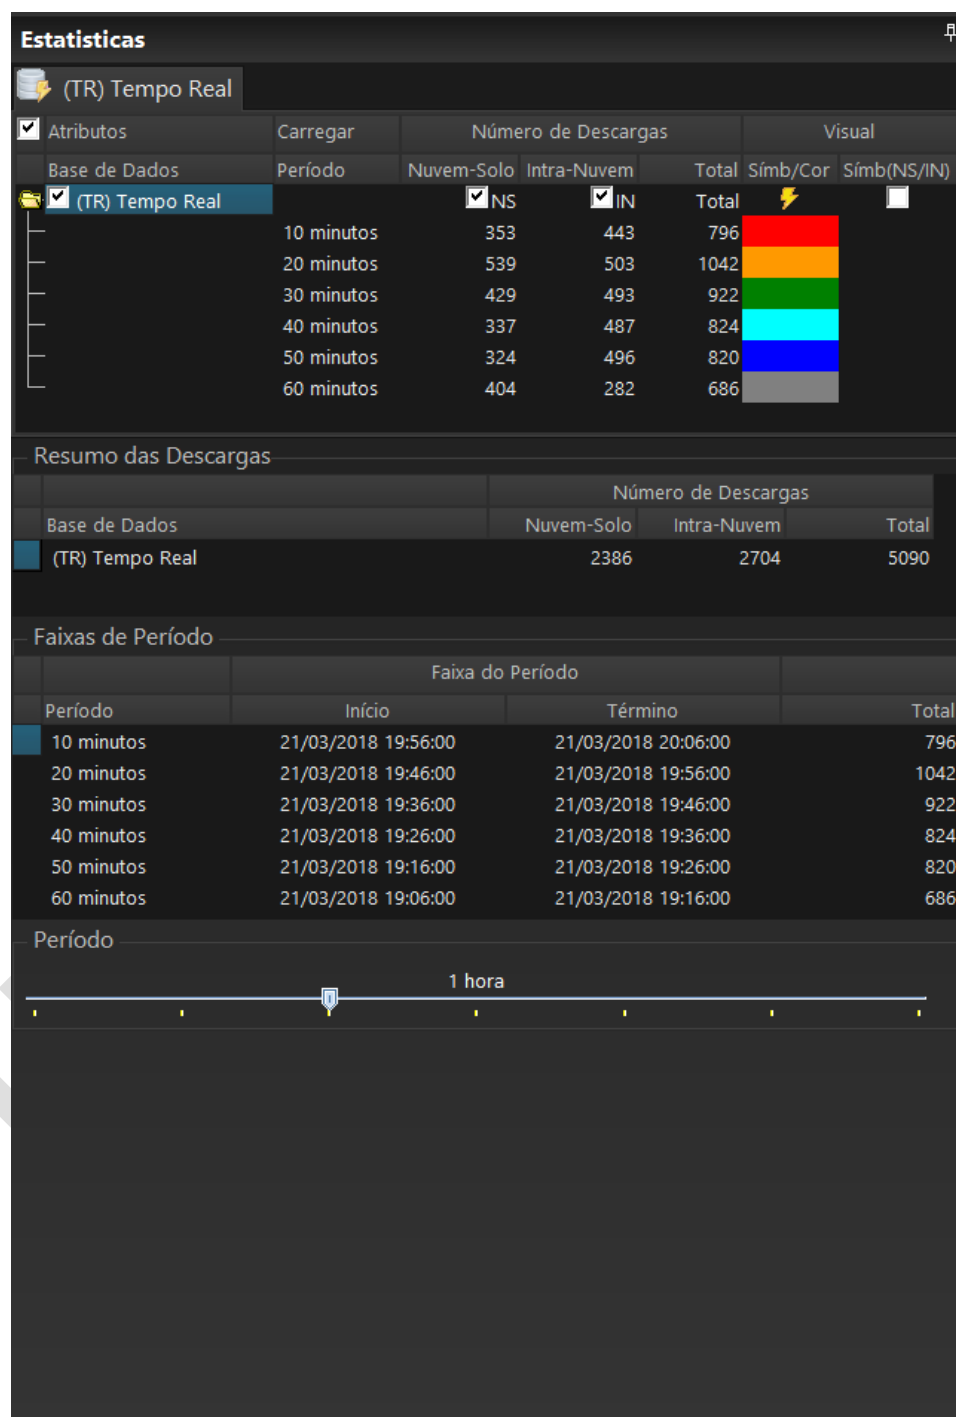 Estatisticas
(TR) Tempo Real
Atributos Carregar Número de Descargas Visual
Base de Dados Período Nuvem-Solo Intra-Nuvem Total Símb/Cor Símb(NS/IN)
(TR) Tempo Real NS IN Total
10 minutos 353 443 796
20 minutos 539 503 1042
30 minutos 429 493 922
40 minutos 337 487 824
50 minutos 324 496 820
60 minutos 404 282 686
Resumo das Descargas
Número de Descargas
Base de Dados Nuvem-Solo Intra-Nuvem Total
(TR) Tempo Real 2386 2704 5090
Faixas de Período
Faixa do Período
Período Início Término Total
10 minutos 21/03/2018 19:56:00 21/03/2018 20:06:00 796
20 minutos 21/03/2018 19:46:00 21/03/2018 19:56:00 1042
30 minutos 21/03/2018 19:36:00 21/03/2018 19:46:00 922
40 minutos 21/03/2018 19:26:00 21/03/2018 19:36:00 824
50 minutos 21/03/2018 19:16:00 21/03/2018 19:26:00 820
60 minutos 21/03/2018 19:06:00 21/03/2018 19:16:00 686
Período
1 hora